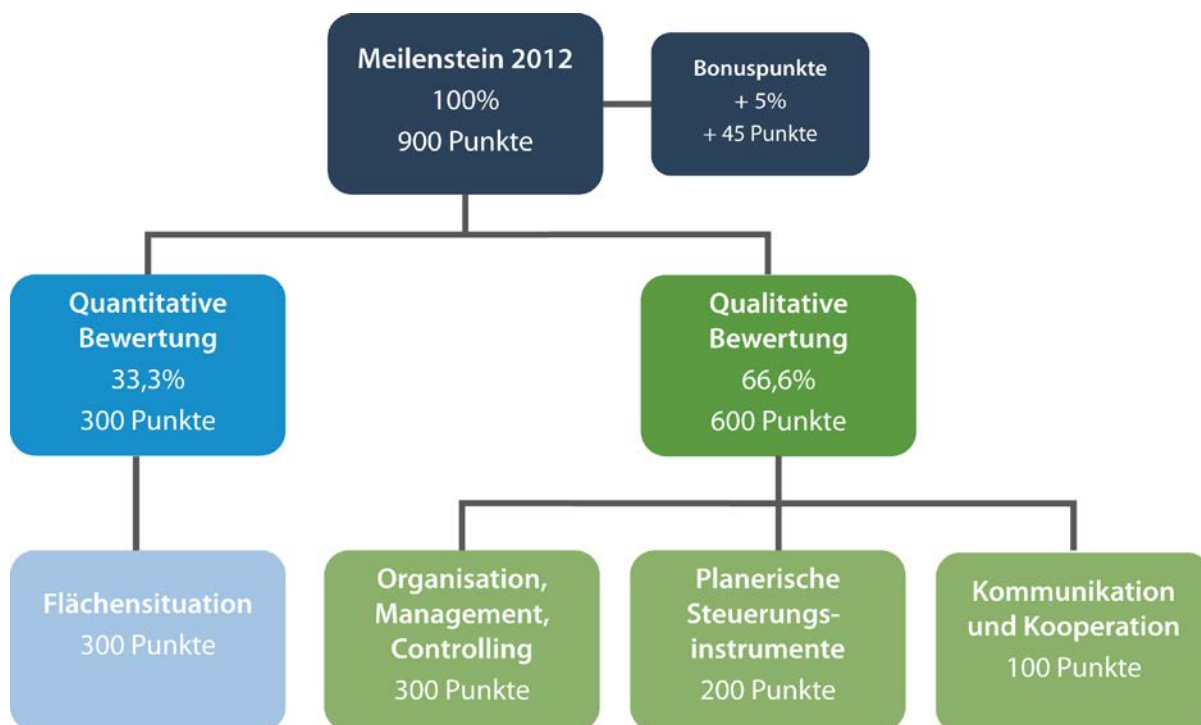 Meilenstein 2012
100%
900 Punkte
Bonuspunkte
+ 5%
+ 45 Punkte
Quantitative
Bewertung
33,3%
300 Punkte
Qualitative
Bewertung
66,6%
600 Punkte
Flächensituation
300 Punkte
Organisation,
Management,
Controlling
300 Punkte
Planerische
Steuerungs-
instrumente
200 Punkte
Kommunikation
und Kooperation
100 Punkte